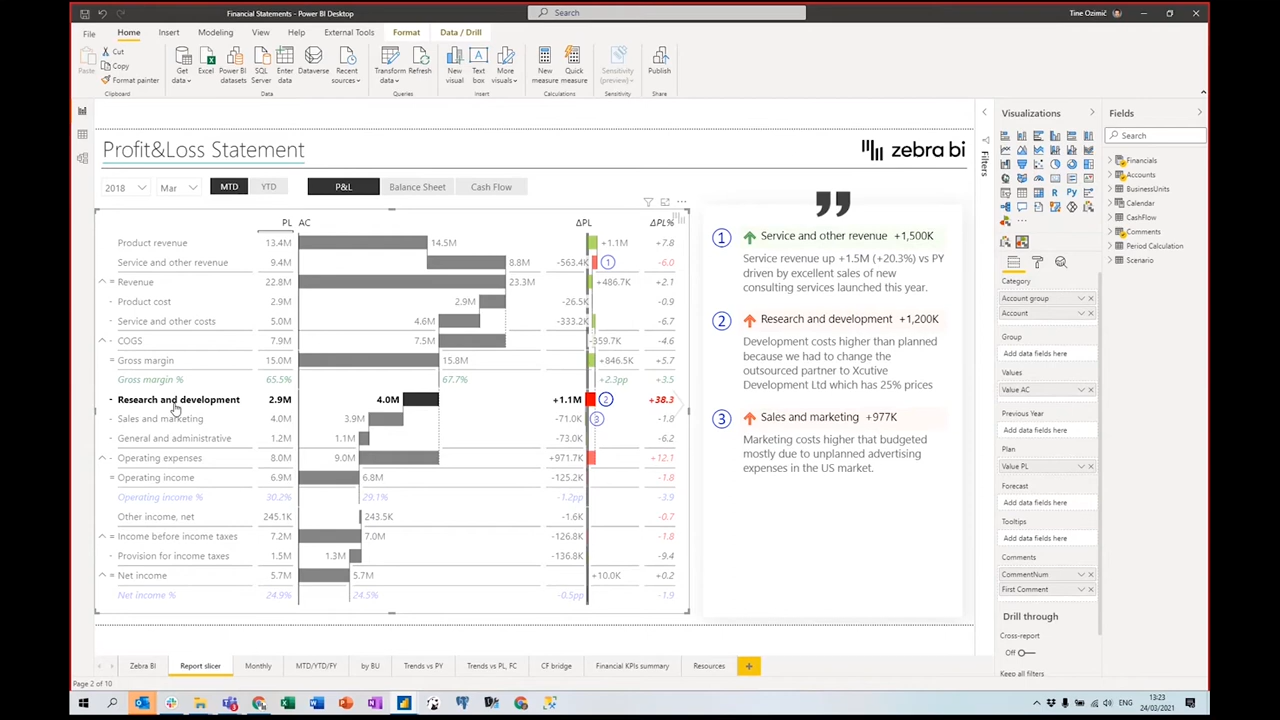 Financial Statements - Power BI Desktop
Search
Tine Ozimič
File Home Insert Modeling View Help External Tools Format Data / Drill
Paste
Cut
Copy
Format painter
Clipboard
Get data
Excel
Power BI datasets
SQL Server
Enter data
Dataverse
Recent sources
Data
Transform data
Refresh
Queries
New visual
Text box
More visuals
Insert
New measure
Quick measure
Calculations
Sensitivity (preview)
Sensitivity
Publish
Share
Profit&Loss Statement
zebra bi
2018 Mar MTD YTD P&L Balance Sheet Cash Flow
PL AC ΔPL ΔPL%
Product revenue 13.4M 14.5M +1.1M +7.8
Service and other revenue 9.4M 8.8M -563.4K 1 -6.0
= Revenue 22.8M 23.3M +486.7K +2.1
- Product cost 2.9M 2.9M -26.5K -0.9
- Service and other costs 5.0M 4.6M -333.2K -6.7
- COGS 7.9M 7.5M -359.7K -4.6
= Gross margin 15.0M 15.8M +846.5K +5.7
Gross margin % 65.5% 67.7% +2.3pp +3.5
- Research and development 2.9M 4.0M +1.1M 2 +38.3
- Sales and marketing 4.0M 3.9M -71.0K 3 -1.8
- General and administrative 1.2M 1.1M -73.0K -6.2
- Operating expenses 8.0M 9.0M +971.7K +12.1
= Operating income 6.9M 6.8M -125.2K -1.8
Operating income % 30.2% 29.1% -1.2pp -3.9
Other income, net 245.1K 243.5K -1.6K -0.7
= Income before income taxes 7.2M 7.0M -126.8K -1.8
- Provision for income taxes 1.5M 1.3M -136.8K -9.4
= Net income 5.7M 5.7M +10.0K +0.2
Net income % 24.9% 24.5% -0.5pp -1.9
1 Service and other revenue +1,500K
Service revenue up +1.5M (+20.3%) vs PY
driven by excellent sales of new
consulting services launched this year.
2 Research and development +1,200K
Development costs higher than planned
because we had to change the
outsourced partner to Xcutive
Development Ltd which has 25% prices
3 Sales and marketing +977K
Marketing costs higher that budgeted
mostly due to unplanned advertising
expenses in the US market.
Filters
Visualizations
Category
Account group
Account
Group
Add data fields here
Values
Value AC
Previous Year
Add data fields here
Plan
Value PL
Forecast
Add data fields here
Tooltips
Add data fields here
Comments
CommentNum
First Comment
Drill through
Cross-report
Off
Keep all filters
Fields
Search
Financials
Accounts
BusinessUnits
Calendar
CashFlow
Comments
Period Calculation
Scenario
Zebra BI Report slicer Monthly MTD/YTD/FY by BU Trends vs PY Trends vs PL, FC CF bridge Financial KPIs summary Resources
Page 2 of 10
ENG
13:23
24/03/2021